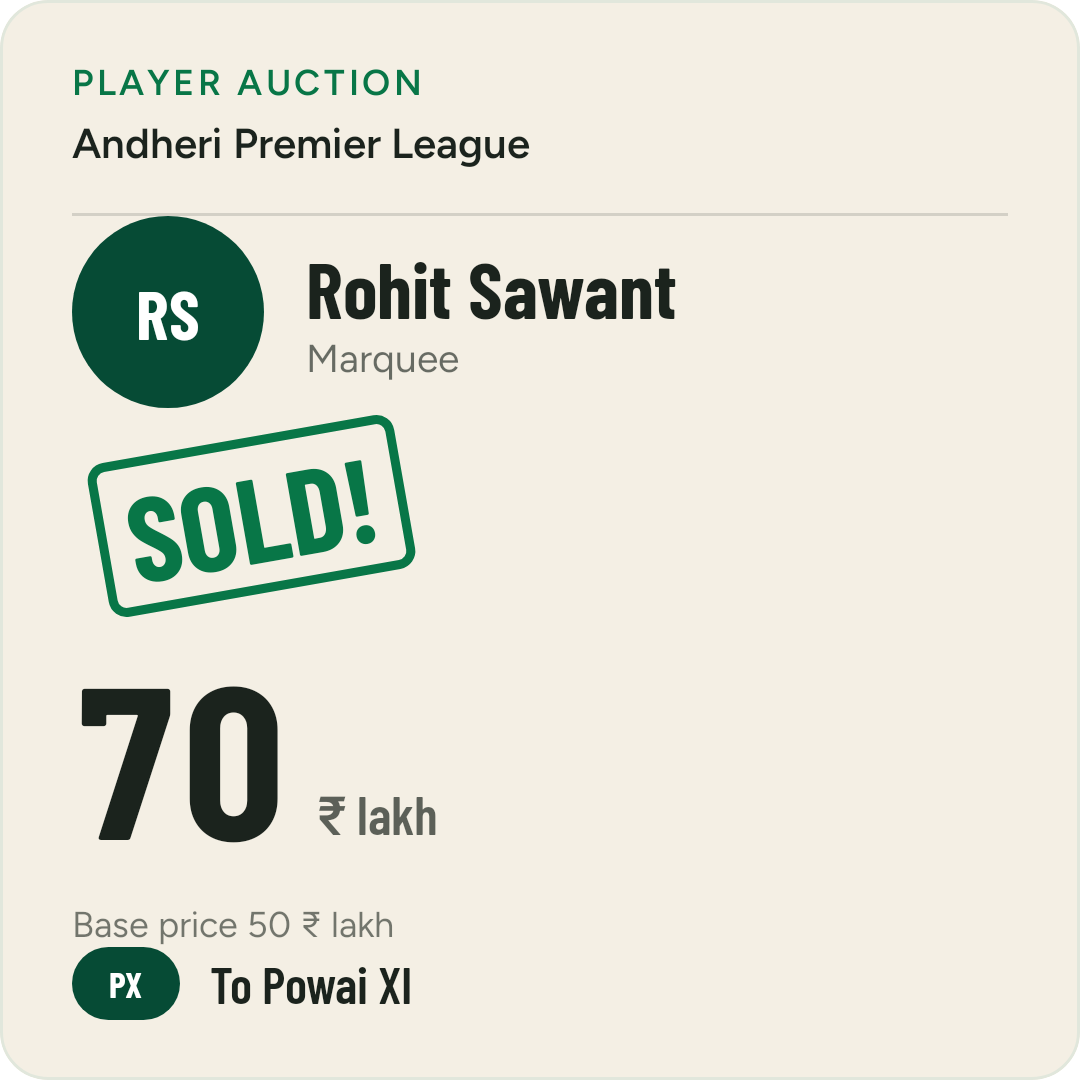 PLAYER AUCTION
Andheri Premier League
RS
Rohit Sawant
Marquee
SOLD!
70 ₹ lakh
Base price 50 ₹ lakh
PX To Powai XI